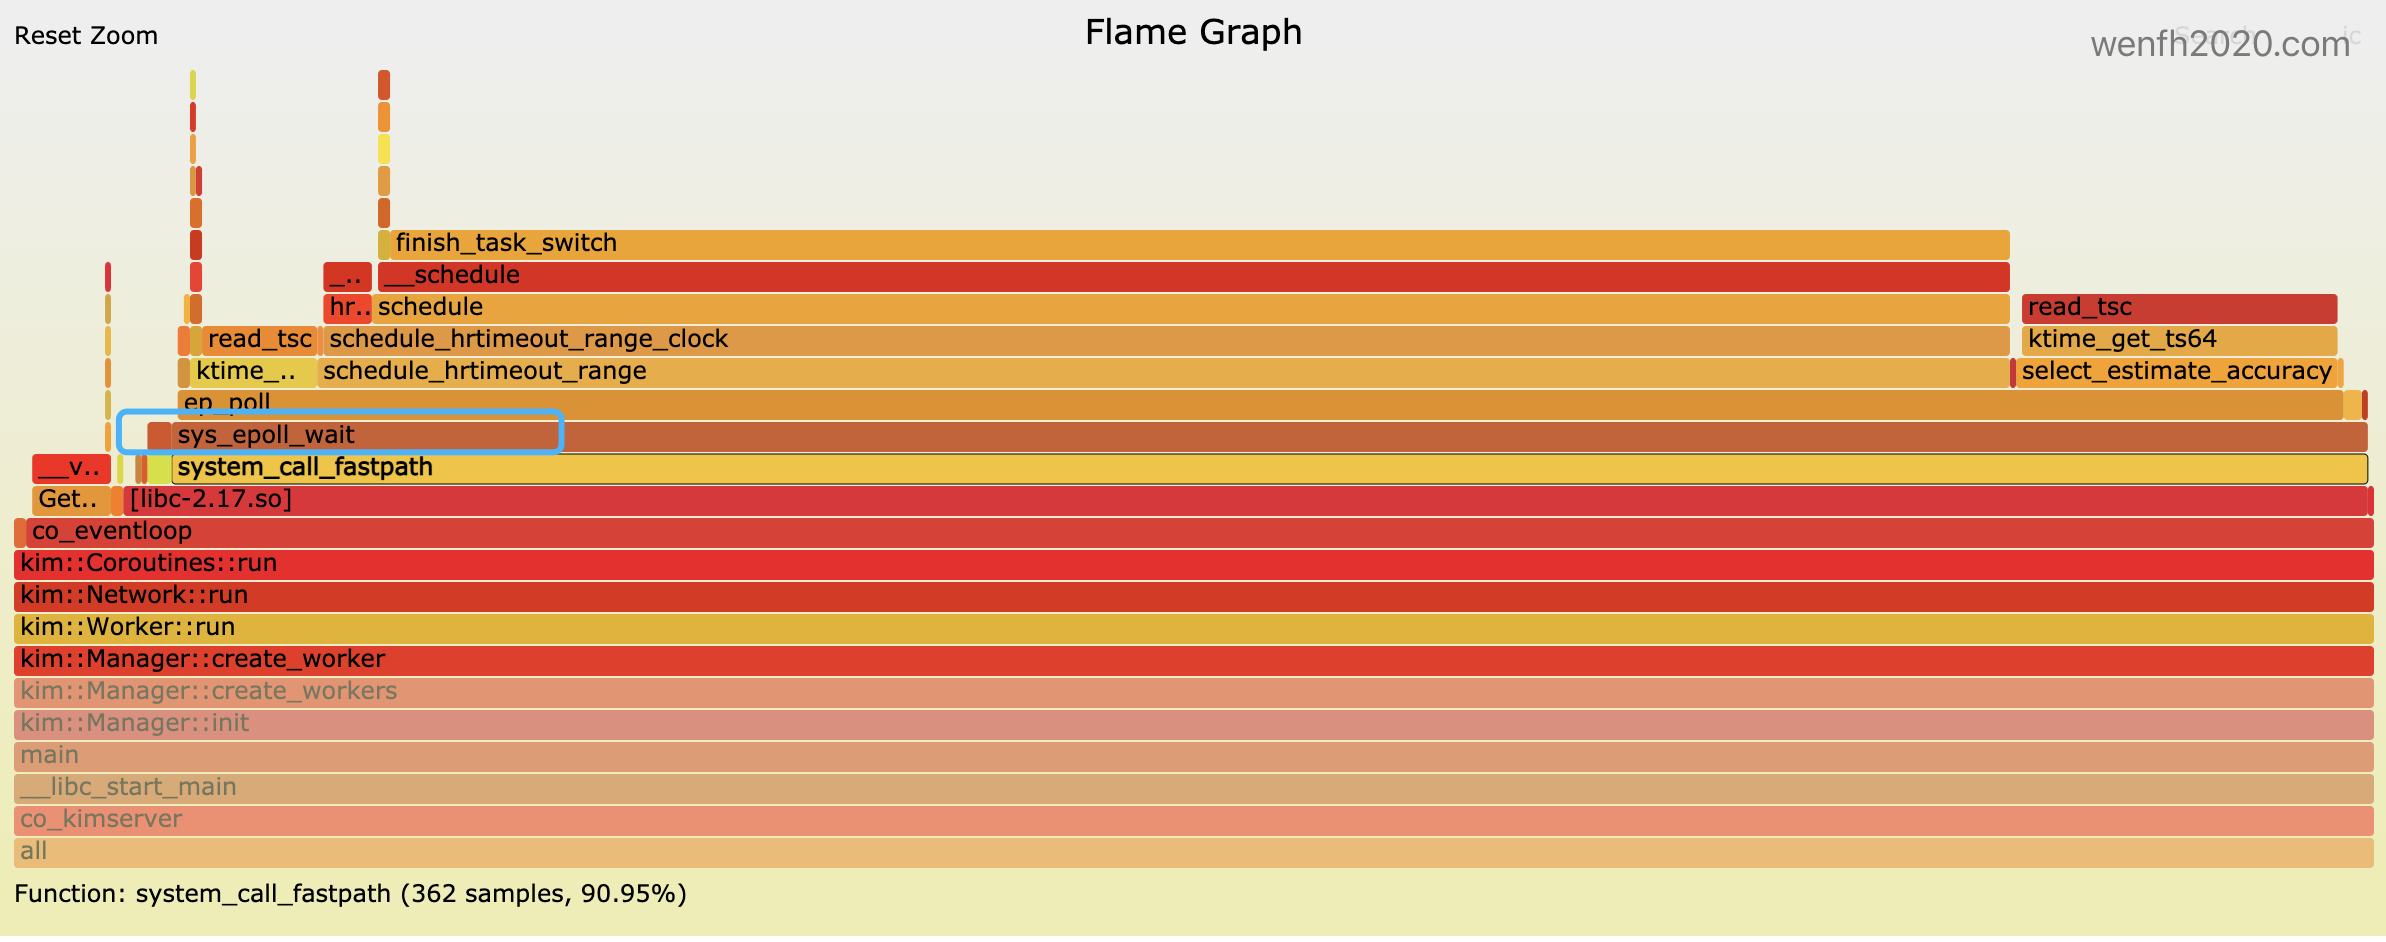 Flame Graph
Reset Zoom
Search
ic
wenfh2020.com
finish_task_switch
_..
__schedule
hr..
schedule
read_tsc
read_tsc
schedule_hrtimeout_range_clock
ktime_get_ts64
ktime_..
schedule_hrtimeout_range
select_estimate_accuracy
ep_poll
sys_epoll_wait
__v..
system_call_fastpath
Get..
[libc-2.17.so]
co_eventloop
kim::Coroutines::run
kim::Network::run
kim::Worker::run
kim::Manager::create_worker
kim::Manager::create_workers
kim::Manager::init
main
__libc_start_main
co_kimserver
all
Function: system_call_fastpath (362 samples, 90.95%)